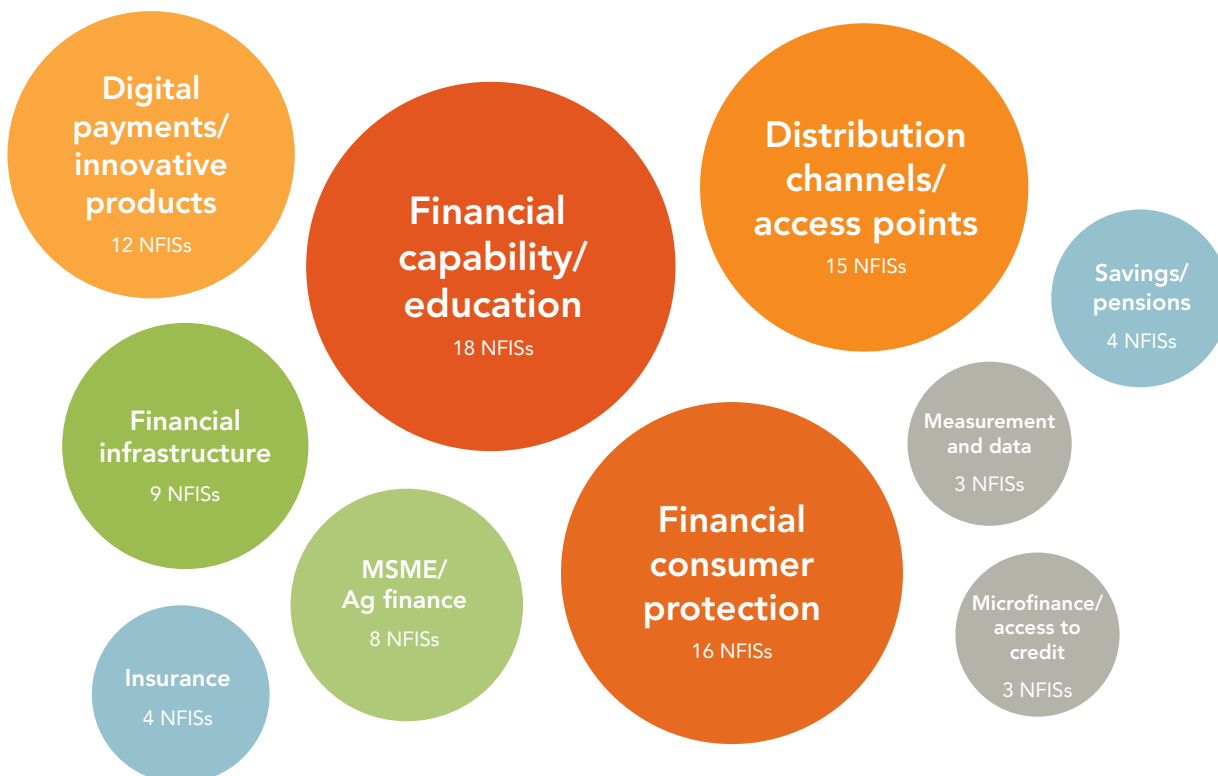 Digital
payments/
innovative
products
12 NFISs
Financial
capability/
education
18 NFISs
Distribution
channels/
access points
15 NFISs
Savings/
pensions
4 NFISs
Financial
infrastructure
9 NFISs
Measurement
and data
3 NFISs
MSME/
Ag finance
8 NFISs
Financial
consumer
protection
16 NFISs
Microfinance/
access to
credit
3 NFISs
Insurance
4 NFISs